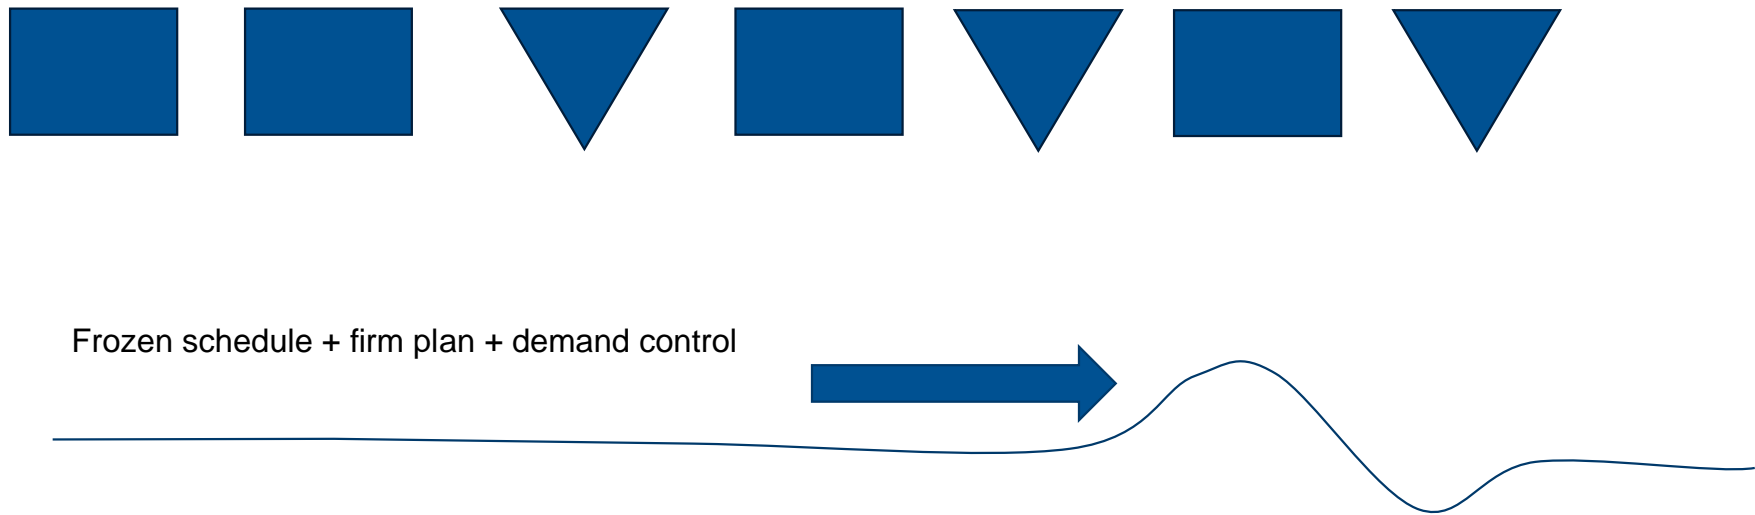 Frozen schedule + firm plan + demand control